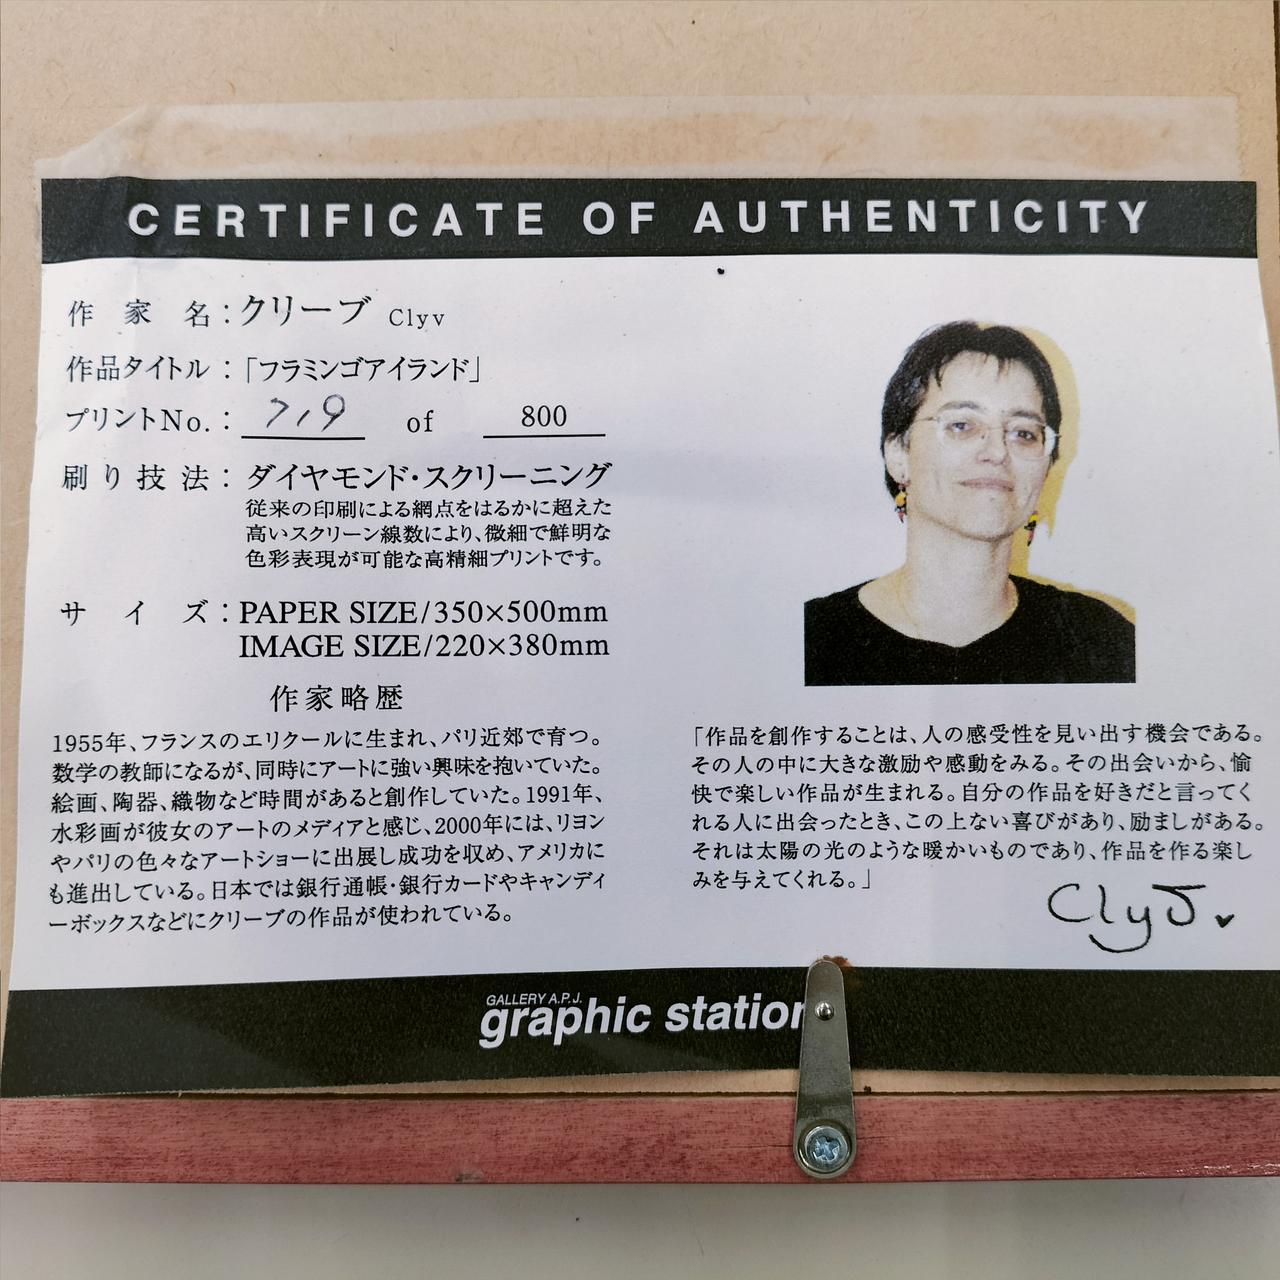 CERTIFICATE OF AUTHENTICITY
作家名：クリーブ Clyv
作品タイトル：「フラミンゴアイランド」
プリントNo.： 719 of 800
刷り技法：ダイヤモンド・スクリーニング
従来の印刷による網点をはるかに超えた
高いスクリーン線数により、微細で鮮明な
色彩表現が可能な高精細プリントです。
サイズ：PAPER SIZE/350×500mm
IMAGE SIZE/220×380mm
作家略歴
1955年、フランスのエリクールに生まれ、パリ近郊で育つ。
数学の教師になるが、同時にアートに強い興味を抱いていた。
絵画、陶器、織物など時間があると創作していた。1991年、
水彩画が彼女のアートのメディアと感じ、2000年には、リヨン
やパリの色々なアートショーに出展し成功を収め、アメリカに
も進出している。日本では銀行通帳・銀行カードやキャンディ
ーボックスなどにクリーブの作品が使われている。
「作品を創作することは、人の感受性を見い出す機会である。
その人の中に大きな激励や感動をみる。その出会いから、愉
快で楽しい作品が生まれる。自分の作品を好きだと言ってく
れる人に出会ったとき、この上ない喜びがあり、励ましがある。
それは太陽の光のような暖かいものであり、作品を作る楽し
みを与えてくれる。」
Clyv
GALLERY A.P.J.
graphic station